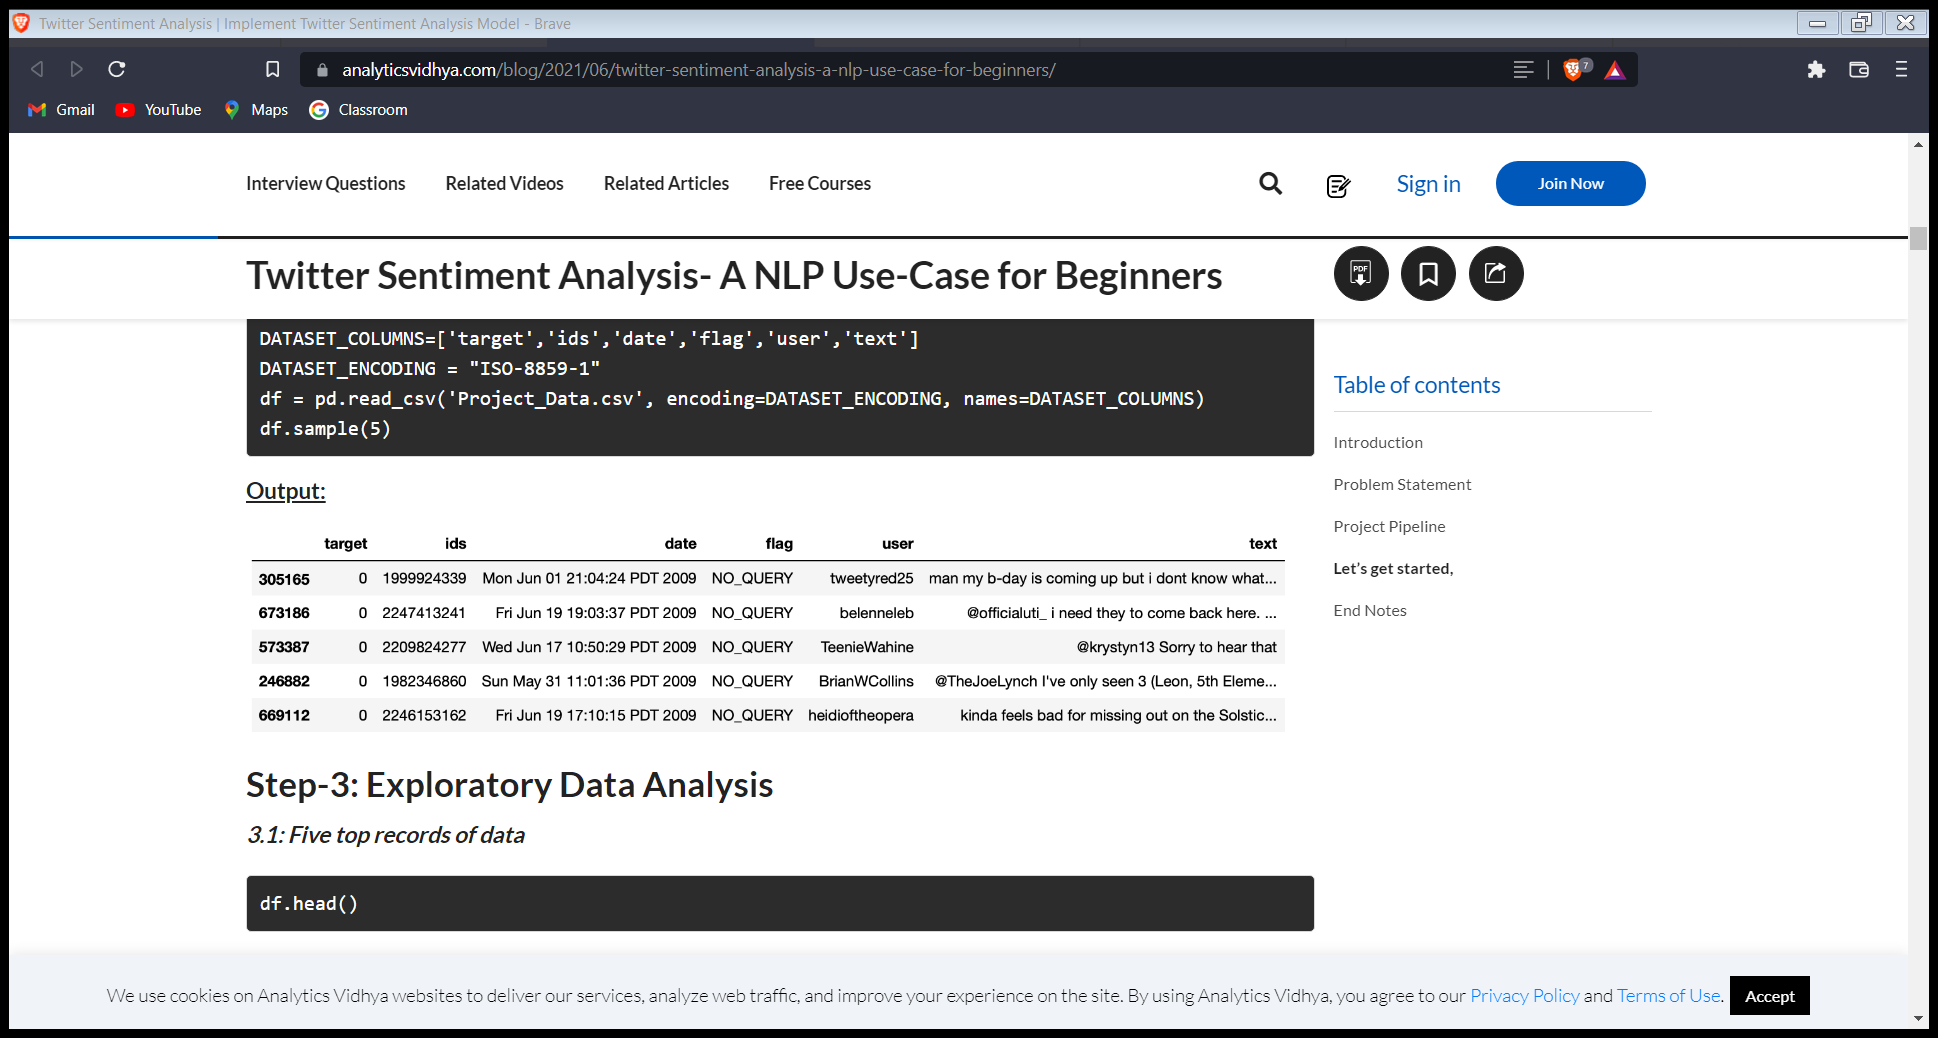 Twitter Sentiment Analysis | Implement Twitter Sentiment Analysis Model - Brave
analyticsvidhya.com/blog/2021/06/twitter-sentiment-analysis-a-nlp-use-case-for-beginners/
7
Gmail YouTube Maps Classroom
Interview Questions Related Videos Related Articles Free Courses Sign in Join Now
Twitter Sentiment Analysis- A NLP Use-Case for Beginners
PDF
DATASET_COLUMNS=['target','ids','date','flag','user','text']
DATASET_ENCODING = "ISO-8859-1"
df = pd.read_csv('Project_Data.csv', encoding=DATASET_ENCODING, names=DATASET_COLUMNS)
df.sample(5)
Output:
target ids date flag user text
305165 0 1999924339 Mon Jun 01 21:04:24 PDT 2009 NO_QUERY tweetyred25 man my b-day is coming up but i dont know what...
673186 0 2247413241 Fri Jun 19 19:03:37 PDT 2009 NO_QUERY belenneleb @officialuti_ i need they to come back here. ...
573387 0 2209824277 Wed Jun 17 10:50:29 PDT 2009 NO_QUERY TeenieWahine @krystyn13 Sorry to hear that
246882 0 1982346860 Sun May 31 11:01:36 PDT 2009 NO_QUERY BrianWCollins @TheJoeLynch I've only seen 3 (Leon, 5th Eleme...
669112 0 2246153162 Fri Jun 19 17:10:15 PDT 2009 NO_QUERY heidioftheopera kinda feels bad for missing out on the Solstic...
Step-3: Exploratory Data Analysis
3.1: Five top records of data
df.head()
Table of contents
Introduction
Problem Statement
Project Pipeline
Let's get started,
End Notes
We use cookies on Analytics Vidhya websites to deliver our services, analyze web traffic, and improve your experience on the site. By using Analytics Vidhya, you agree to our Privacy Policy and Terms of Use. Accept